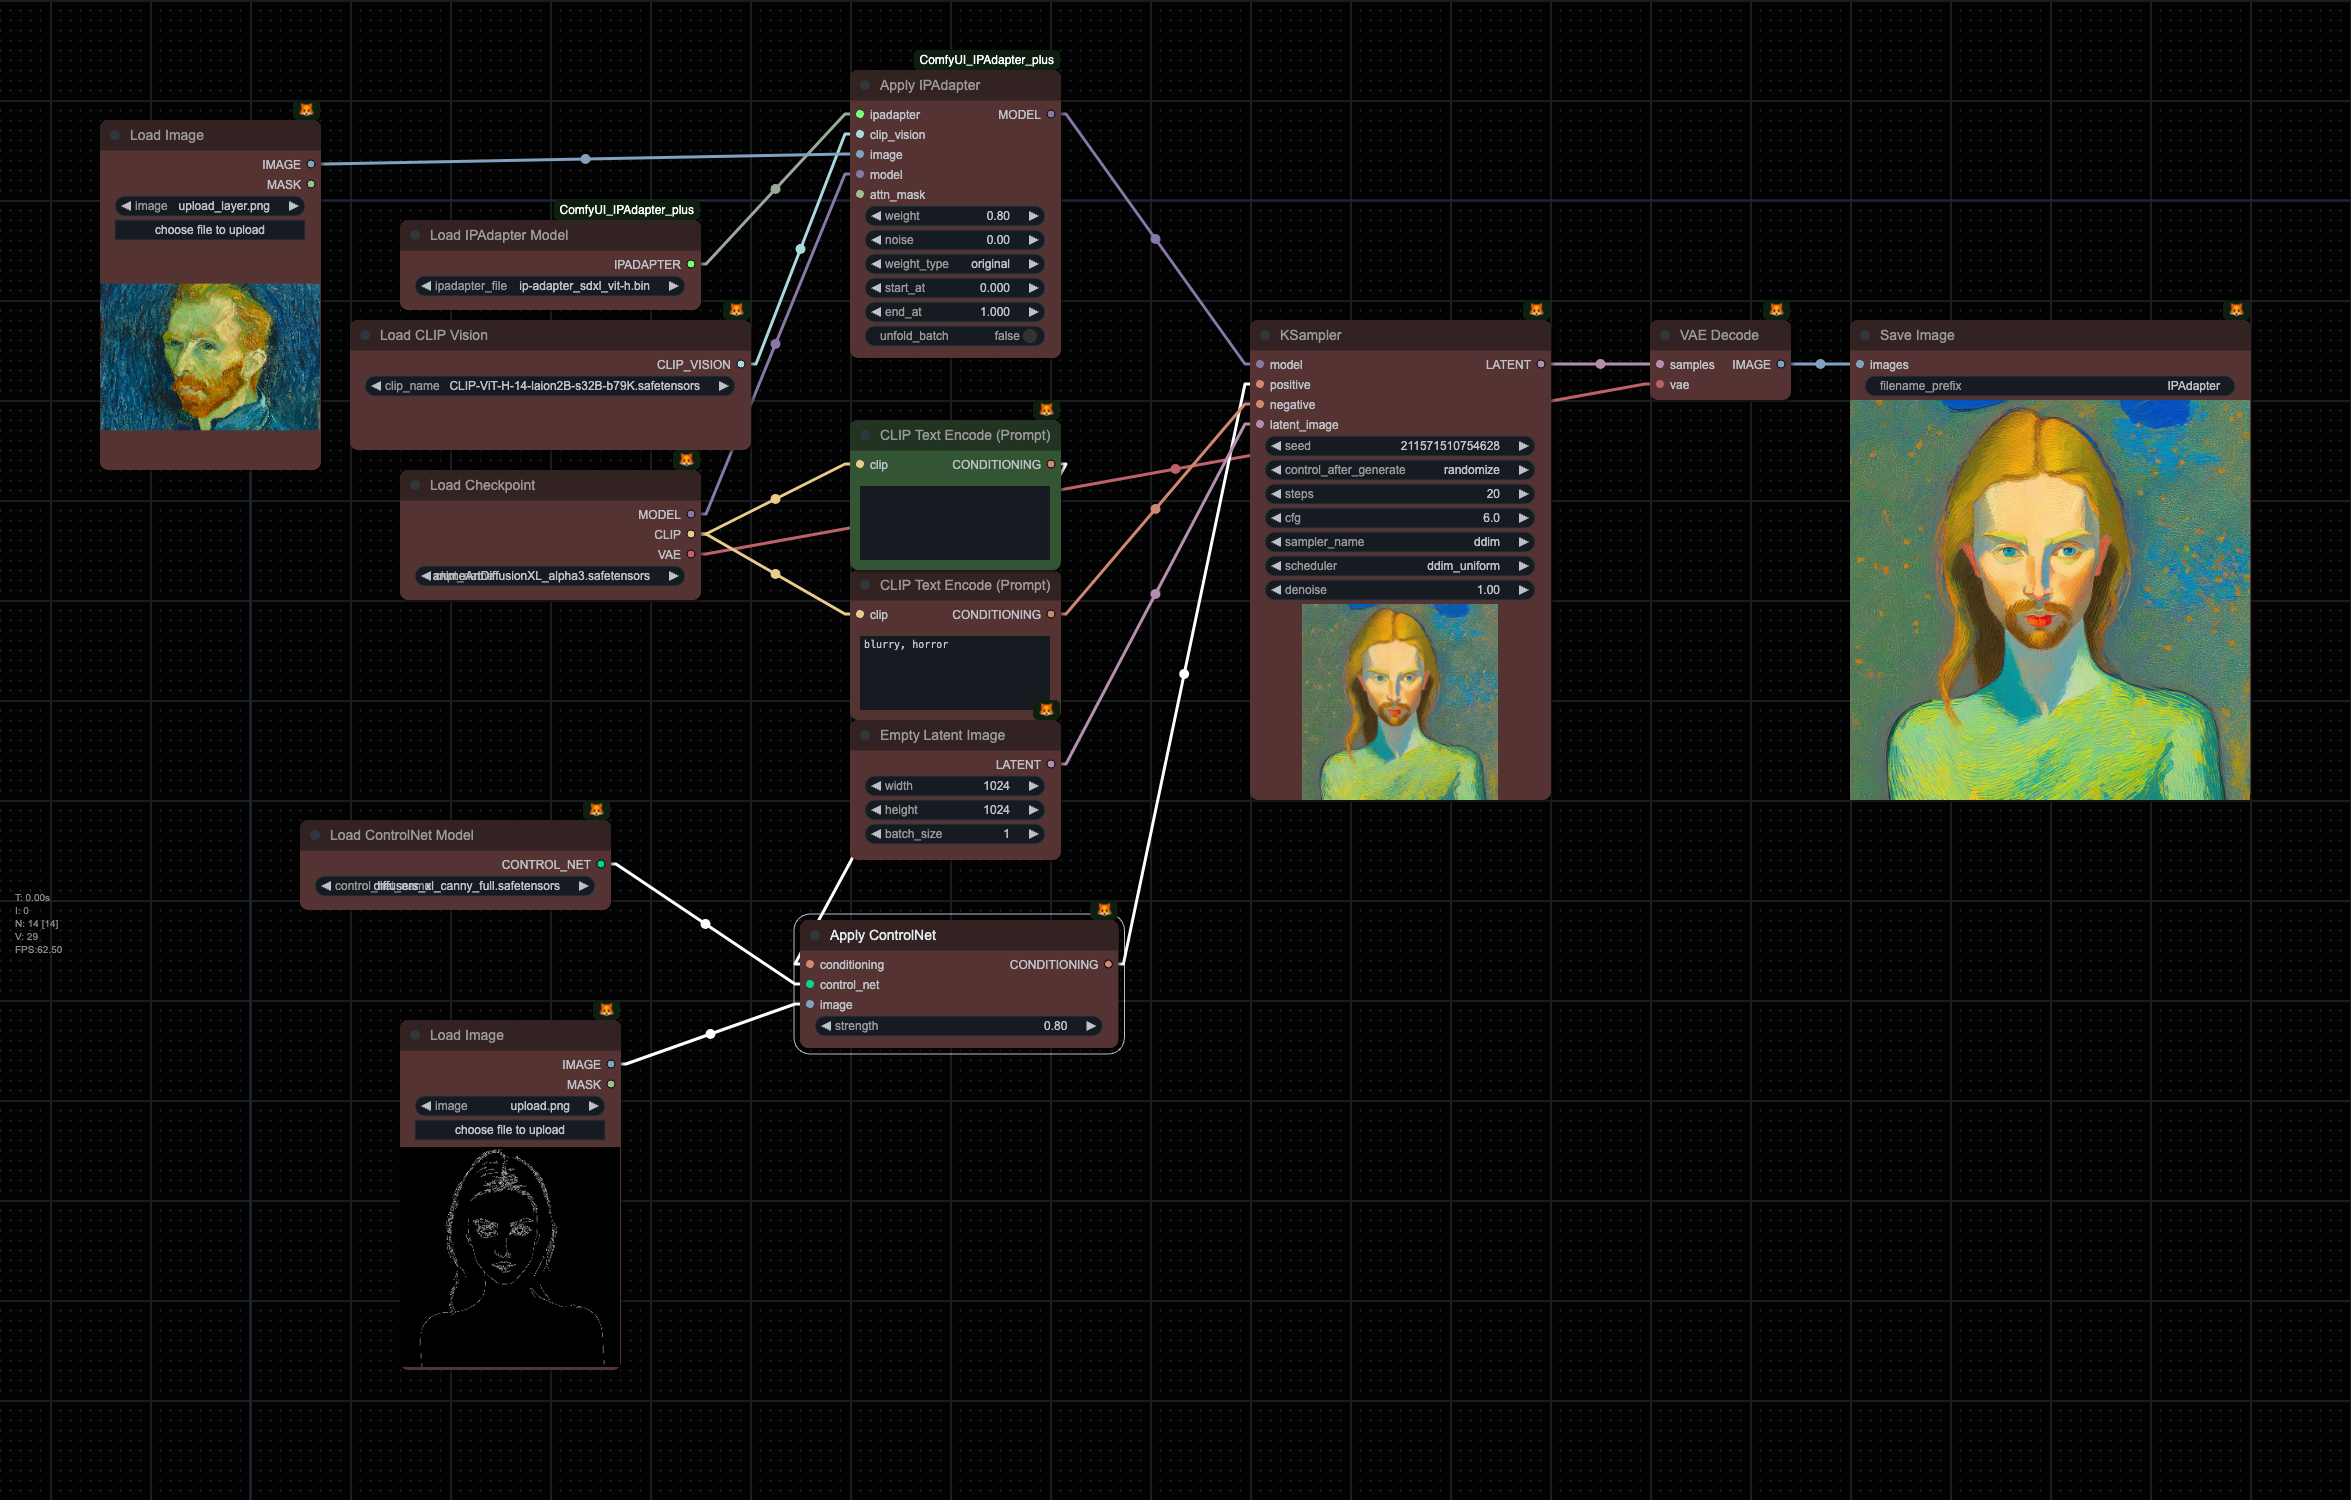 ComfyUI_IPAdapter_plus
Apply IPAdapter
ipadapter MODEL
clip_vision
image
model
attn_mask
weight 0.80
noise 0.00
weight_type original
start_at 0.000
end_at 1.000
unfold_batch false
Load Image
IMAGE
MASK
image upload_layer.png
choose file to upload
ComfyUI_IPAdapter_plus
Load IPAdapter Model
IPADAPTER
ipadapter_file ip-adapter_sdxl_vit-h.bin
Load CLIP Vision
CLIP_VISION
clip_name CLIP-ViT-H-14-laion2B-s32B-b79K.safetensors
Load Checkpoint
MODEL
CLIP
VAE
animeArtDiffusionXL_alpha3.safetensors
CLIP Text Encode (Prompt)
clip CONDITIONING
CLIP Text Encode (Prompt)
clip CONDITIONING
blurry, horror
Empty Latent Image
LATENT
width 1024
height 1024
batch_size 1
KSampler
model LATENT
positive
negative
latent_image
seed 211571510754628
control_after_generate randomize
steps 20
cfg 6.0
sampler_name ddim
scheduler ddim_uniform
denoise 1.00
VAE Decode
samples IMAGE
vae
Save Image
images
filename_prefix IPAdapter
Load ControlNet Model
CONTROL_NET
diffusers_xl_canny_full.safetensors
T: 0.00s
I: 0
N: 14 [14]
V: 29
FPS:62.50
Apply ControlNet
conditioning CONDITIONING
control_net
image
strength 0.80
Load Image
IMAGE
MASK
image upload.png
choose file to upload